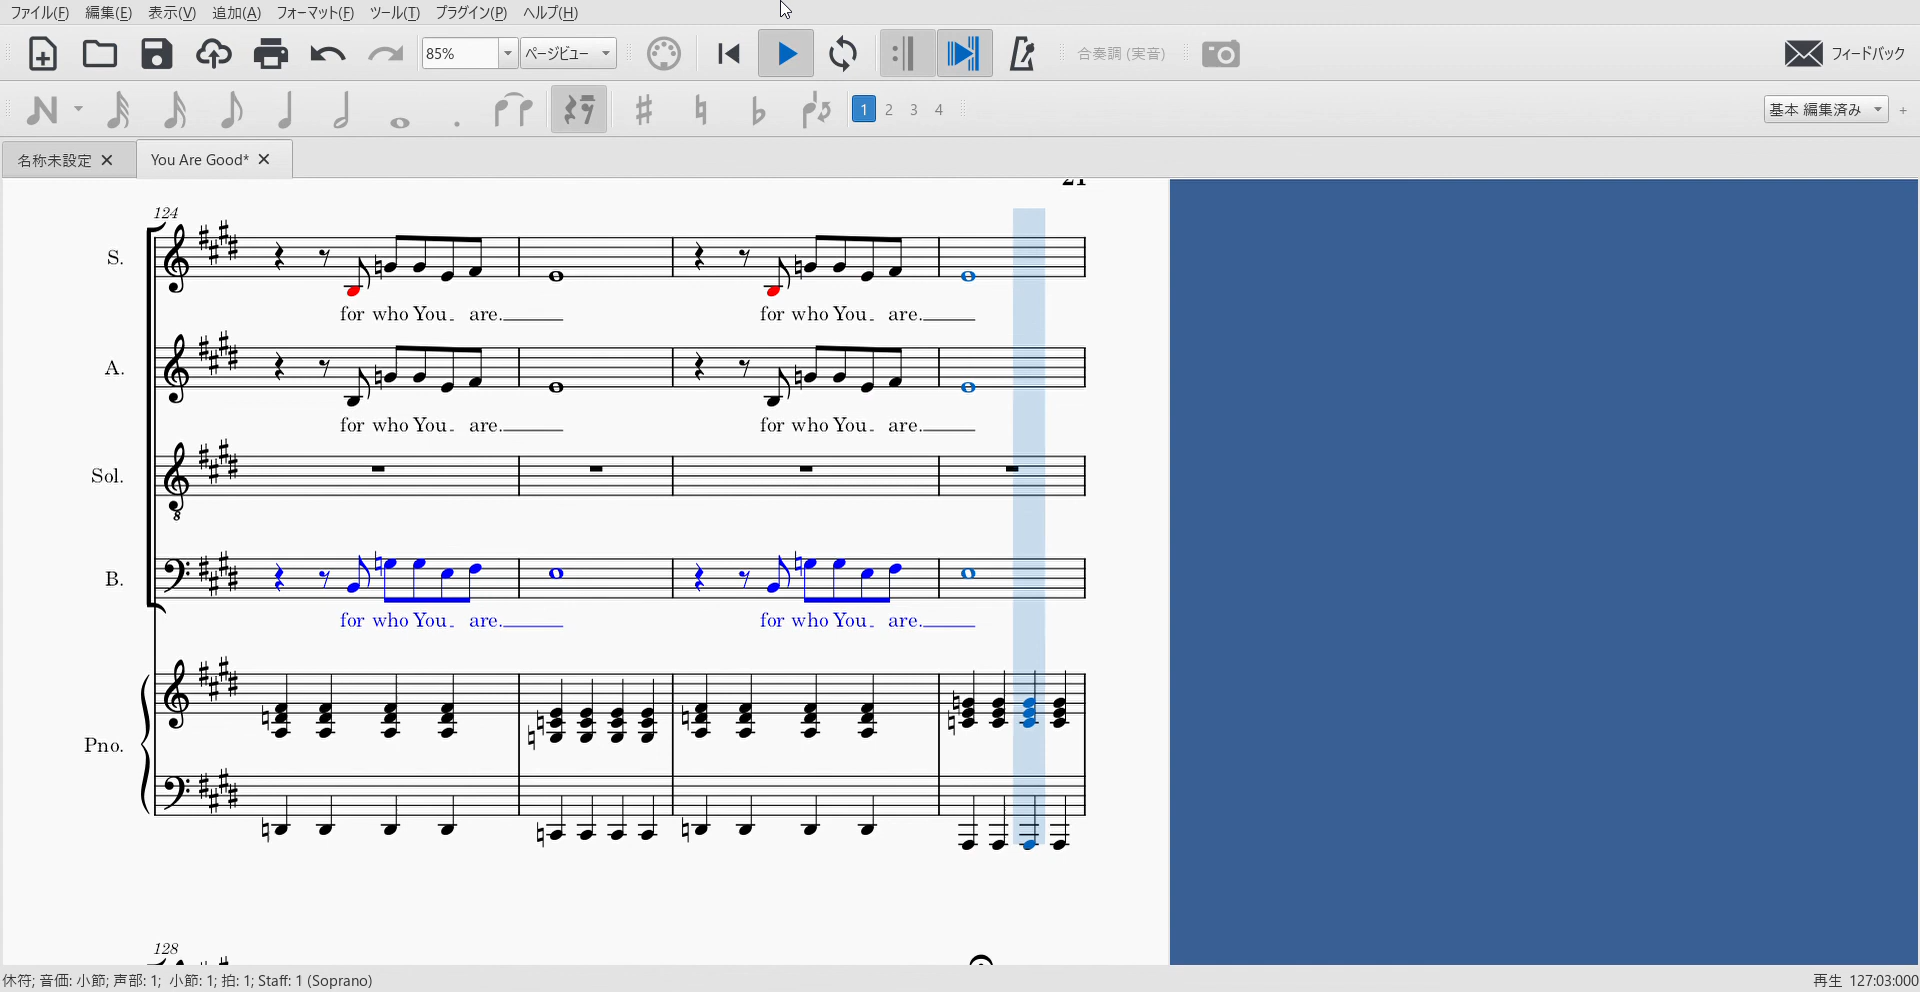 ファイル(F) 編集(E) 表示(V) 追加(A) フォーマット(F) ツール(T) プラグイン(P) ヘルプ(H)
85% ページビュー 合奏調 (実音) フィードバック
1 2 3 4 基本 編集済み +
名称未設定 You Are Good*
21
124
S.
for who You are. for who You are.
A.
for who You are. for who You are.
Sol.
8
B.
for who You are. for who You are.
Pno.
128
休符; 音価: 小節; 声部: 1; 小節: 1; 拍: 1; Staff: 1 (Soprano) 再生 127:03:000